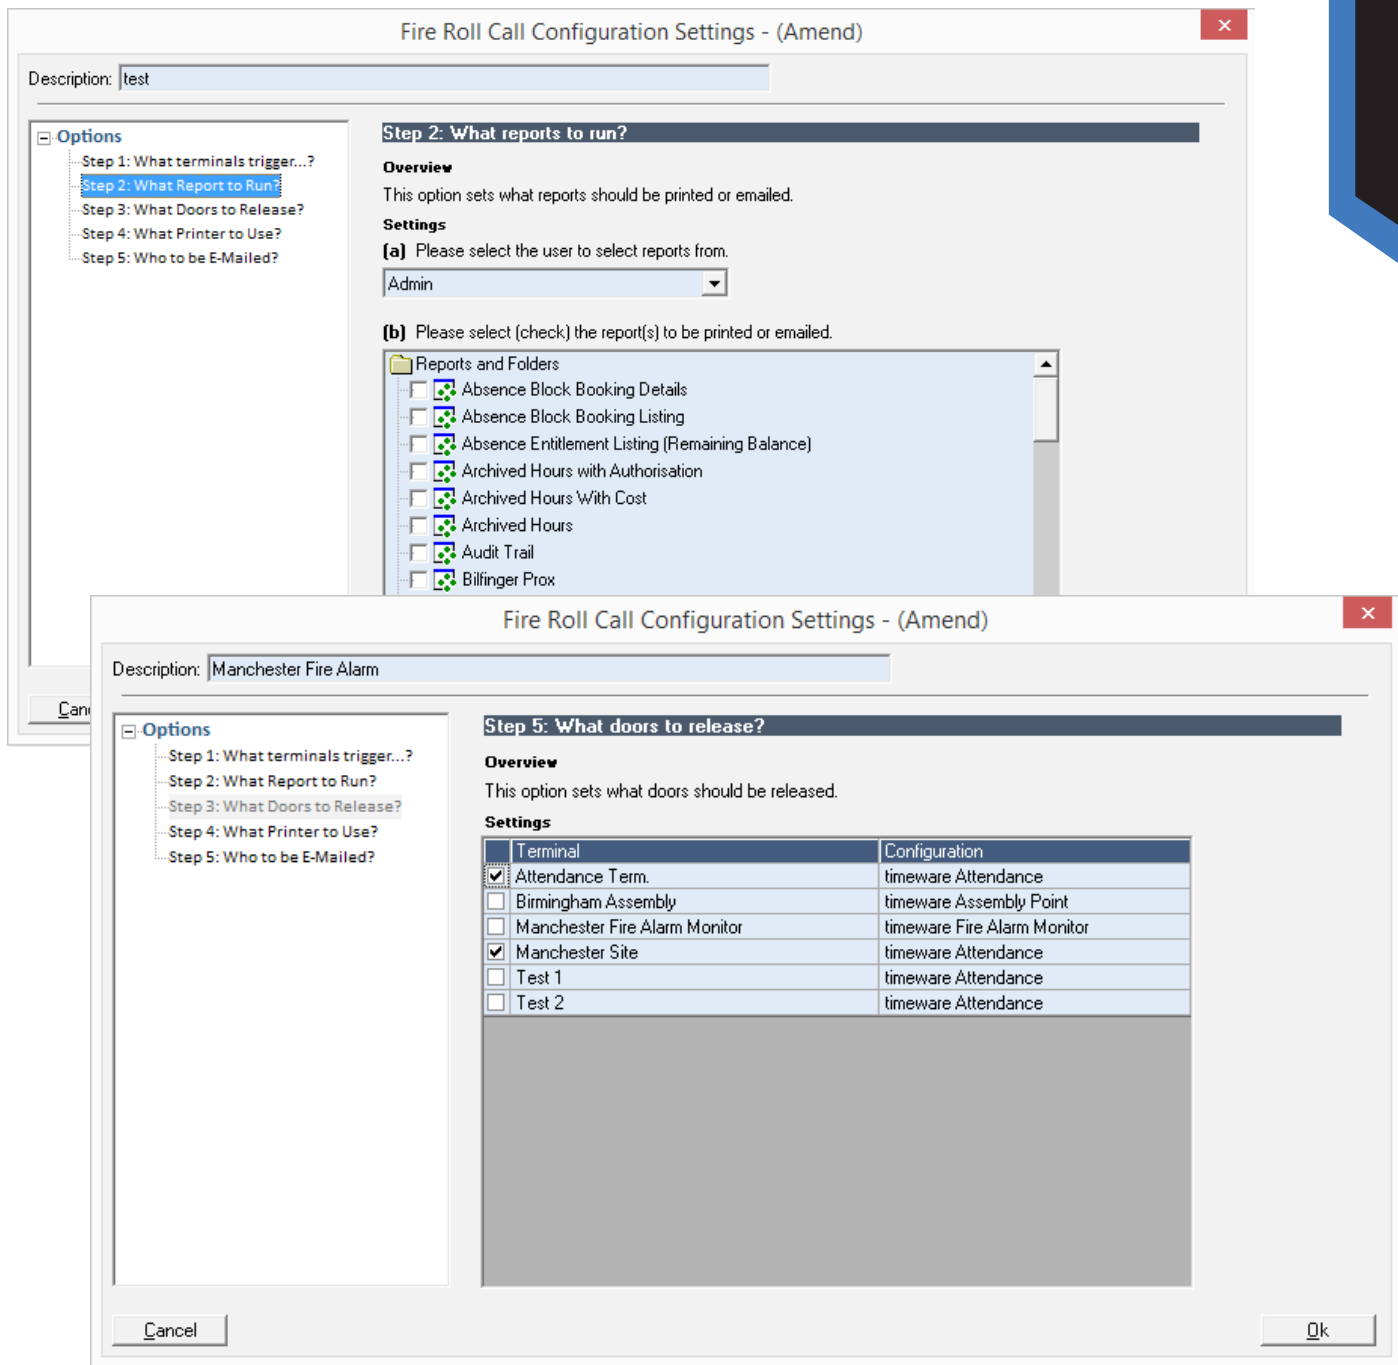 Fire Roll Call Configuration Settings - (Amend)
Description: test
Options
Step 1: What terminals trigger...?
Step 2: What Report to Run?
Step 3: What Doors to Release?
Step 4: What Printer to Use?
Step 5: Who to be E-Mailed?
Step 2: What reports to run?
Overview
This option sets what reports should be printed or emailed.
Settings
(a) Please select the user to select reports from.
Admin
(b) Please select (check) the report(s) to be printed or emailed.
Reports and Folders
Absence Block Booking Details
Absence Block Booking Listing
Absence Entitlement Listing (Remaining Balance)
Archived Hours with Authorisation
Archived Hours With Cost
Archived Hours
Audit Trail
Bilfinger Prox
Can
Fire Roll Call Configuration Settings - (Amend)
Description: Manchester Fire Alarm
Options
Step 1: What terminals trigger...?
Step 2: What Report to Run?
Step 3: What Doors to Release?
Step 4: What Printer to Use?
Step 5: Who to be E-Mailed?
Step 5: What doors to release?
Overview
This option sets what doors should be released.
Settings
Terminal Configuration
Attendance Term. timeware Attendance
Birmingham Assembly timeware Assembly Point
Manchester Fire Alarm Monitor timeware Fire Alarm Monitor
Manchester Site timeware Attendance
Test 1 timeware Attendance
Test 2 timeware Attendance
Cancel Ok